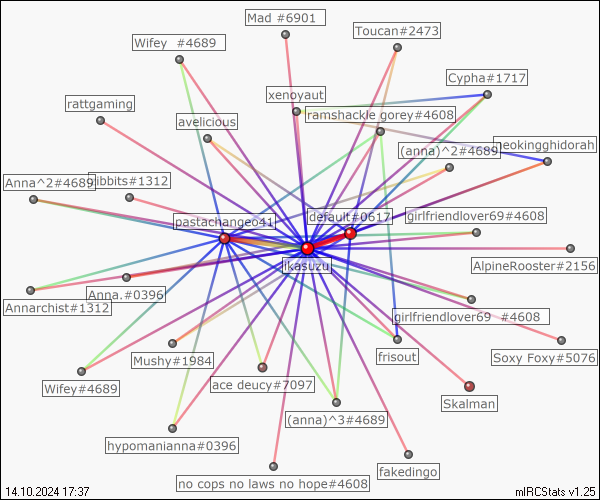 Mad #6901
Toucan#2473
Wifey  #4689
Cypha#1717
xenoyaut
rattgaming
ramshackle gorey#4608
avelicious
(anna)^2#4689
neokingghidorah
Anna^2#4689
ribbits#1312
pastachangeo41
default#0617
girlfriendlover69#4608
ikasuzu
AlpineRooster#2156
Anna.#0396
Annarchist#1312
girlfriendlover69  #4608
Mushy#1984
frisout
Soxy Foxy#5076
Wifey#4689
ace deucy#7097
Skalman
(anna)^3#4689
hypomanianna#0396
fakedingo
no cops no laws no hope#4608
14.10.2024 17:37
mIRCStats v1.25